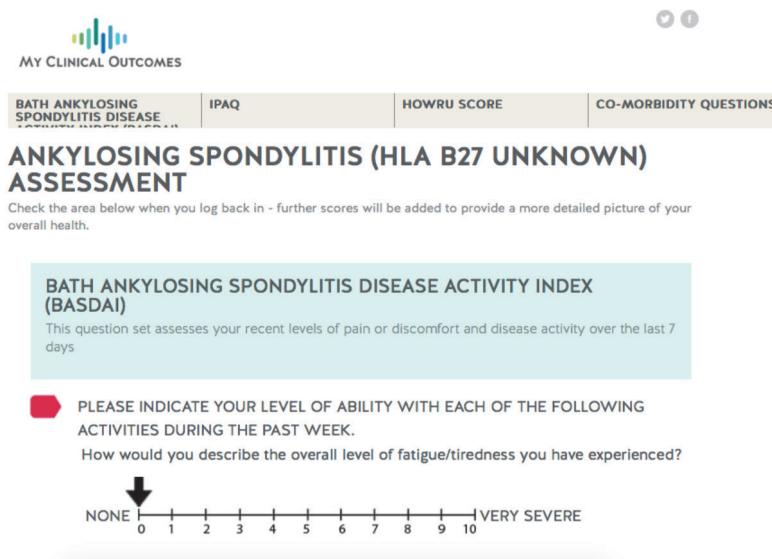 MY CLINICAL OUTCOMES
BATH ANKYLOSING
SPONDYLITIS DISEASE
ACTIVITY INDEX (BASDAI)
IPAQ
HOWRU SCORE
CO-MORBIDITY QUESTIONS
ANKYLOSING SPONDYLITIS (HLA B27 UNKNOWN)
ASSESSMENT
Check the area below when you log back in - further scores will be added to provide a more detailed picture of your
overall health.
BATH ANKYLOSING SPONDYLITIS DISEASE ACTIVITY INDEX
(BASDAI)
This question set assesses your recent levels of pain or discomfort and disease activity over the last 7
days
PLEASE INDICATE YOUR LEVEL OF ABILITY WITH EACH OF THE FOLLOWING
ACTIVITIES DURING THE PAST WEEK.
How would you describe the overall level of fatigue/tiredness you have experienced?
NONE VERY SEVERE
0 1 2 3 4 5 6 7 8 9 10